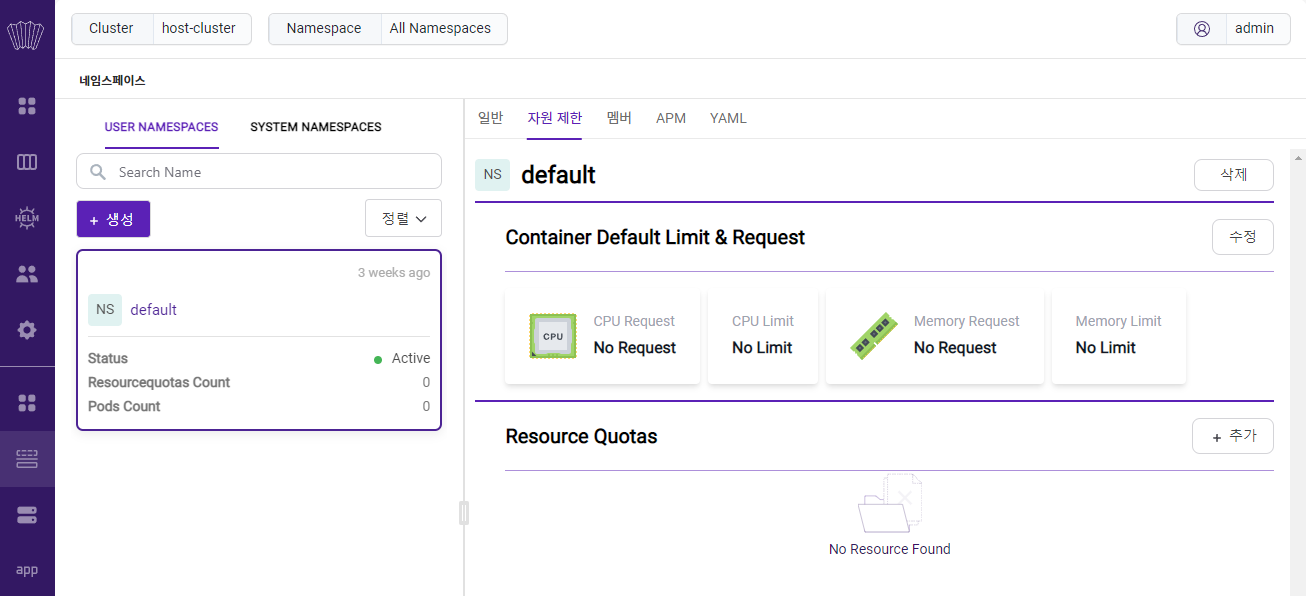 Cluster host-cluster Namespace All Namespaces admin
네임스페이스
HELM
app
USER NAMESPACES SYSTEM NAMESPACES
Search Name
+ 생성 정렬
3 weeks ago
NS default
Status Active
Resourcequotas Count 0
Pods Count 0
일반 자원 제한 멤버 APM YAML
NS default 삭제
Container Default Limit & Request 수정
CPU
CPU Request
No Request
CPU Limit
No Limit
Memory Request
No Request
Memory Limit
No Limit
Resource Quotas + 추가
No Resource Found